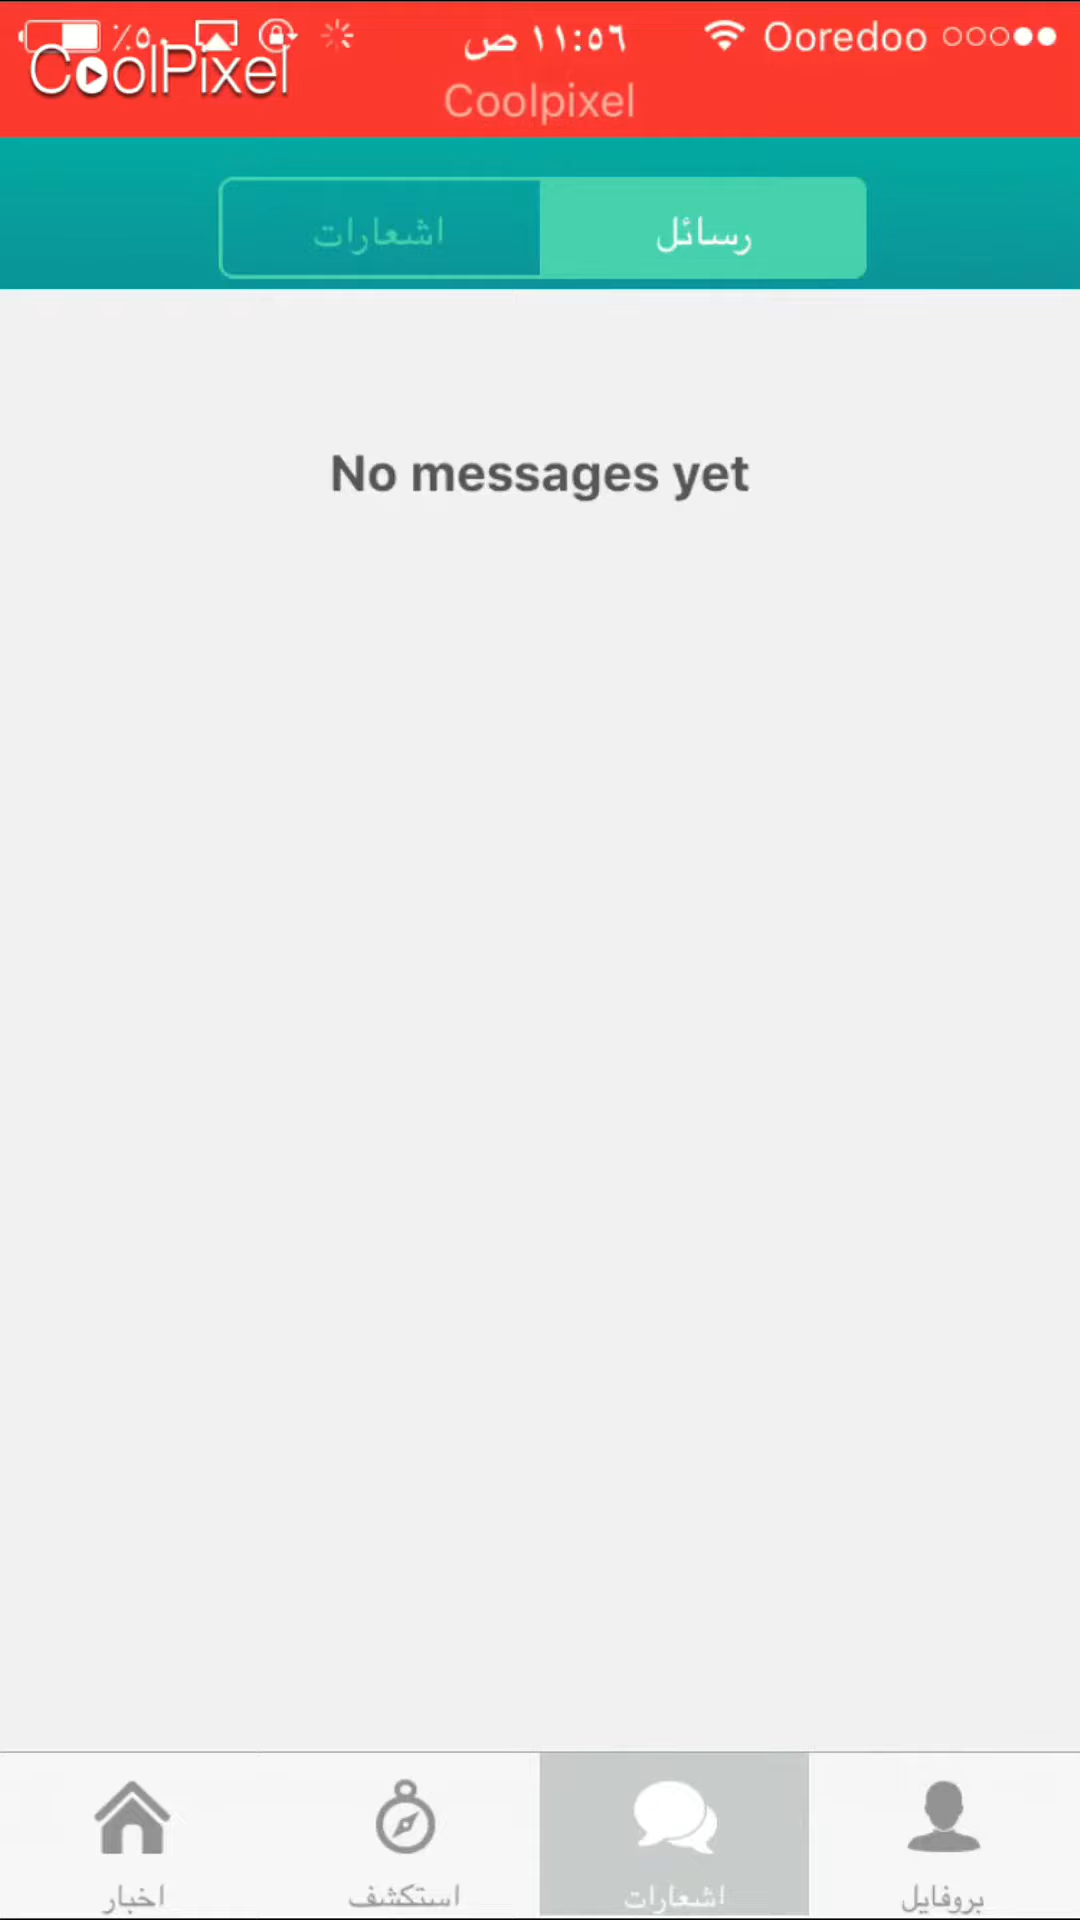 ٪٥٠ ١١:٥٦ ص Ooredoo
CoolPixel
Coolpixel
رسائل
اشعارات
No messages yet
بروفايل
اشعارات
استكشف
اخبار